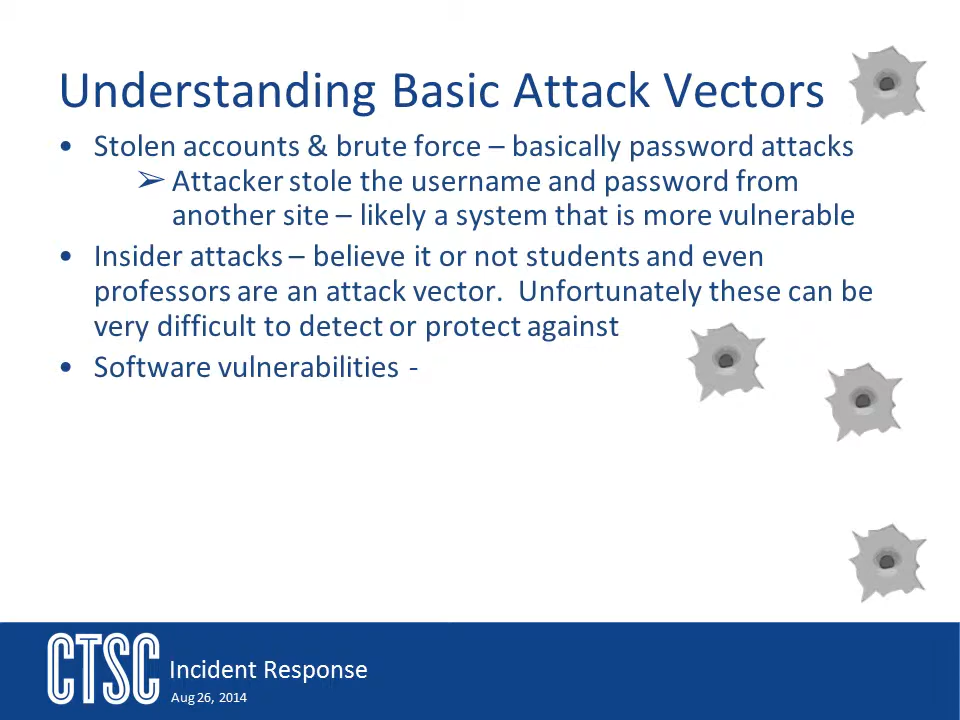 Understanding Basic Attack Vectors
• Stolen accounts & brute force – basically password attacks
➢ Attacker stole the username and password from
another site – likely a system that is more vulnerable
• Insider attacks – believe it or not students and even
professors are an attack vector.  Unfortunately these can be
very difficult to detect or protect against
• Software vulnerabilities -
CTSC
Incident Response
Aug 26, 2014